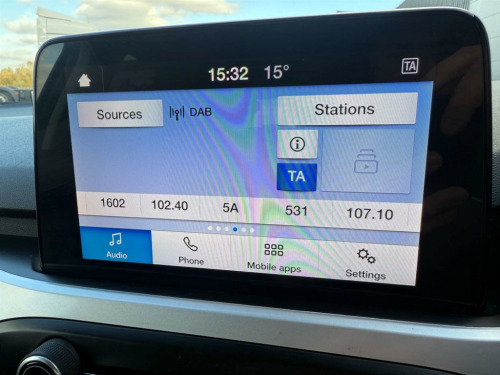 15:32 15° TA
Sources DAB Stations
TA
1602 102.40 5A 531 107.10
Audio Phone Mobile apps Settings